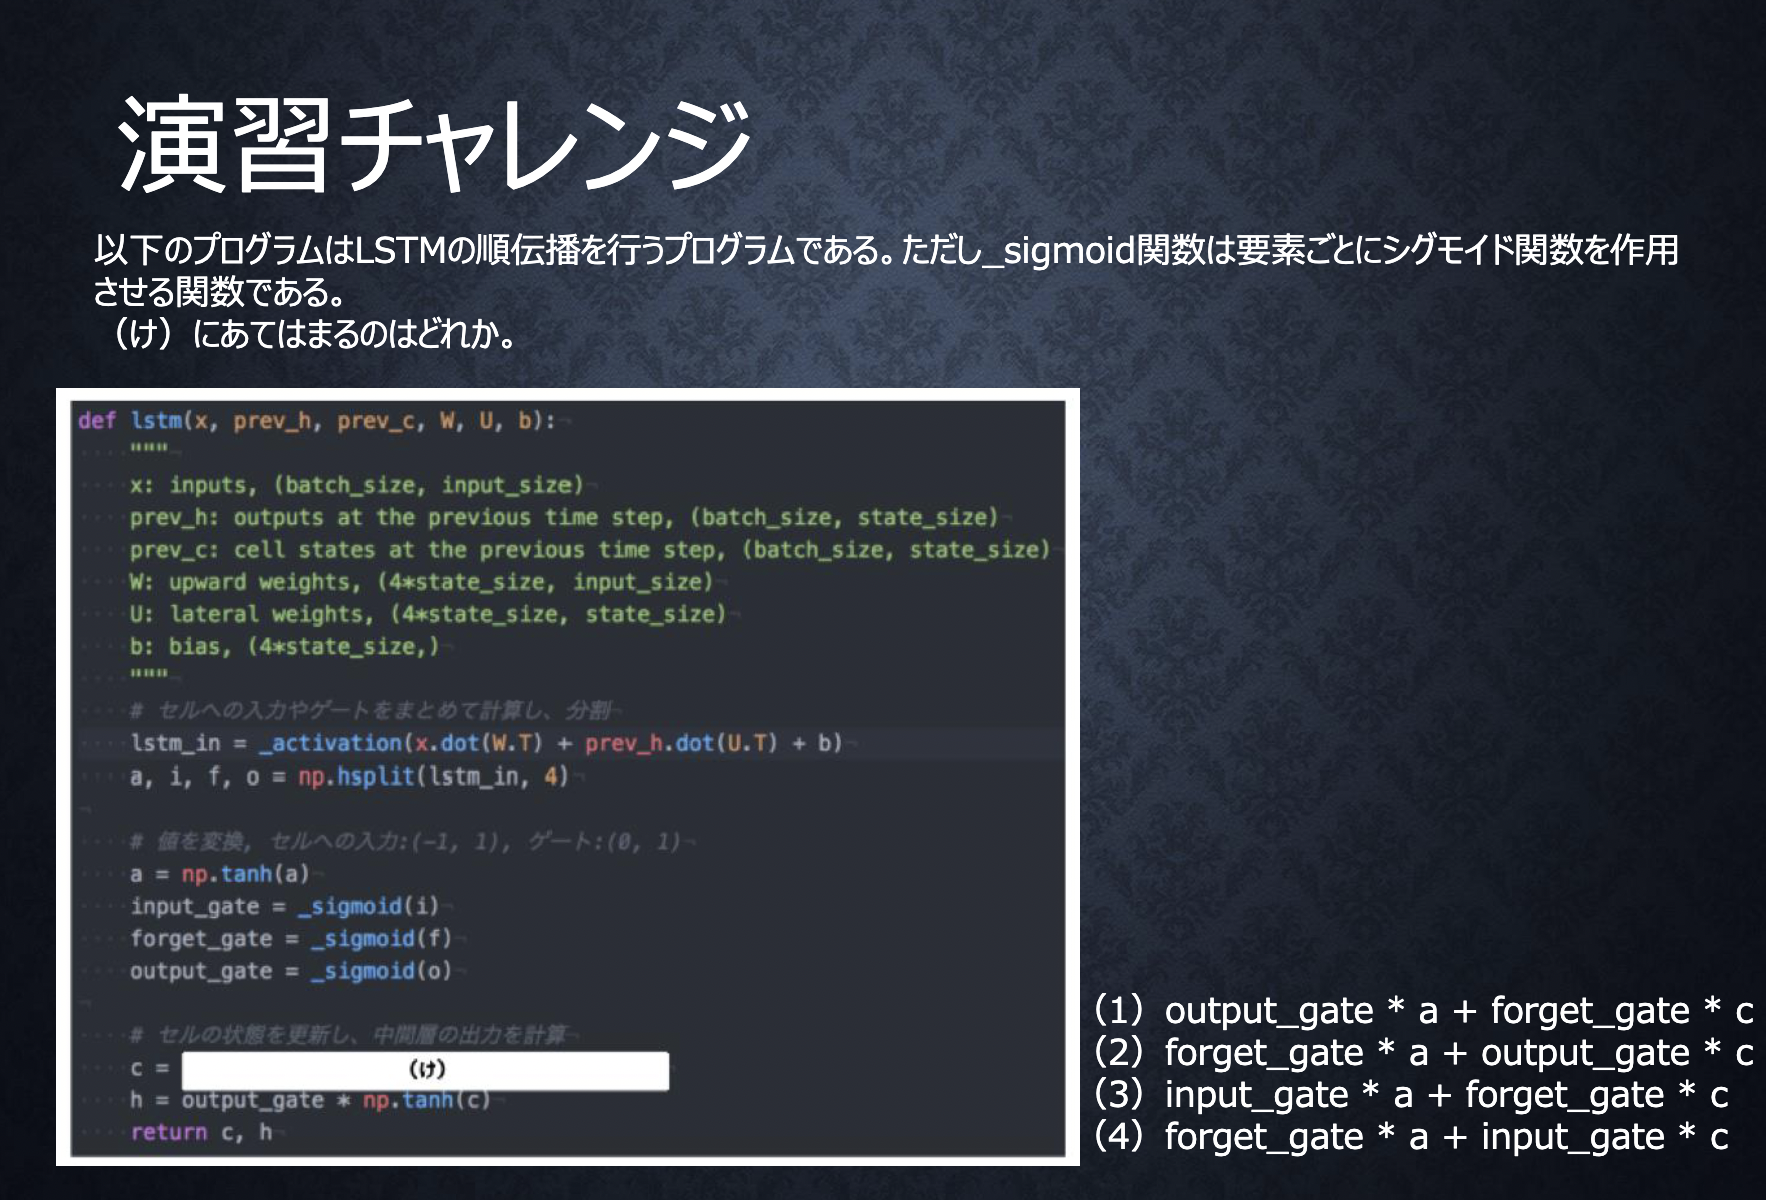 演習チャレンジ
以下のプログラムはLSTMの順伝播を行うプログラムである。ただし_sigmoid関数は要素ごとにシグモイド関数を作用
させる関数である。
（け）にあてはまるのはどれか。
def lstm(x, prev_h, prev_c, W, U, b):
"""
x: inputs, (batch_size, input_size)
prev_h: outputs at the previous time step, (batch_size, state_size)
prev_c: cell states at the previous time step, (batch_size, state_size)
W: upward weights, (4*state_size, input_size)
U: lateral weights, (4*state_size, state_size)
b: bias, (4*state_size,)
"""
# セルへの入力やゲートをまとめて計算し、分割
lstm_in = _activation(x.dot(W.T) + prev_h.dot(U.T) + b)
a, i, f, o = np.hsplit(lstm_in, 4)
# 値を変換, セルへの入力:(-1, 1), ゲート:(0, 1)
a = np.tanh(a)
input_gate = _sigmoid(i)
forget_gate = _sigmoid(f)
output_gate = _sigmoid(o)
# セルの状態を更新し、中間層の出力を計算
c = （け）
h = output_gate * np.tanh(c)
return c, h
（1）output_gate * a + forget_gate * c
（2）forget_gate * a + output_gate * c
（3）input_gate * a + forget_gate * c
（4）forget_gate * a + input_gate * c